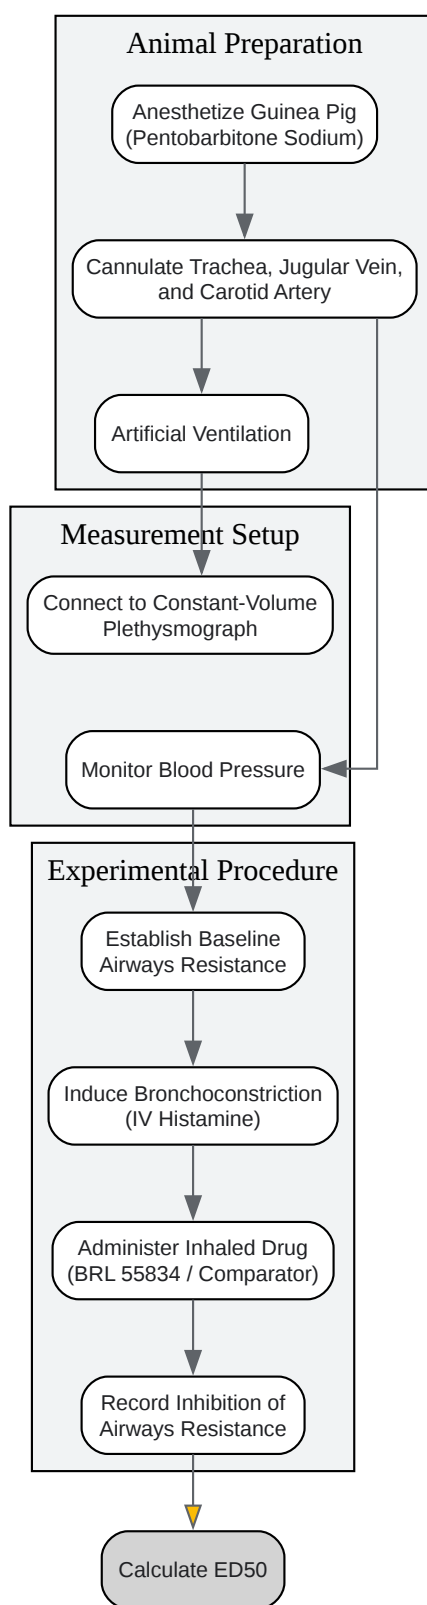 Animal Preparation
Anesthetize Guinea Pig
(Pentobarbitone Sodium)
Cannulate Trachea, Jugular Vein,
and Carotid Artery
Artificial Ventilation
Measurement Setup
Connect to Constant-Volume
Plethysmograph
Monitor Blood Pressure
Experimental Procedure
Establish Baseline
Airways Resistance
Induce Bronchoconstriction
(IV Histamine)
Administer Inhaled Drug
(BRL 55834 / Comparator)
Record Inhibition of
Airways Resistance
Calculate ED50